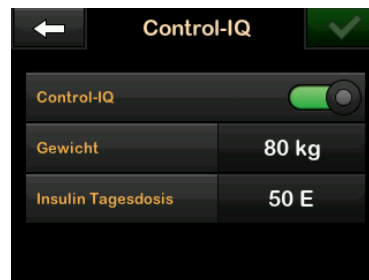 Control-IQ
Control-IQ
Gewicht 80 kg
Insulin Tagesdosis 50 E